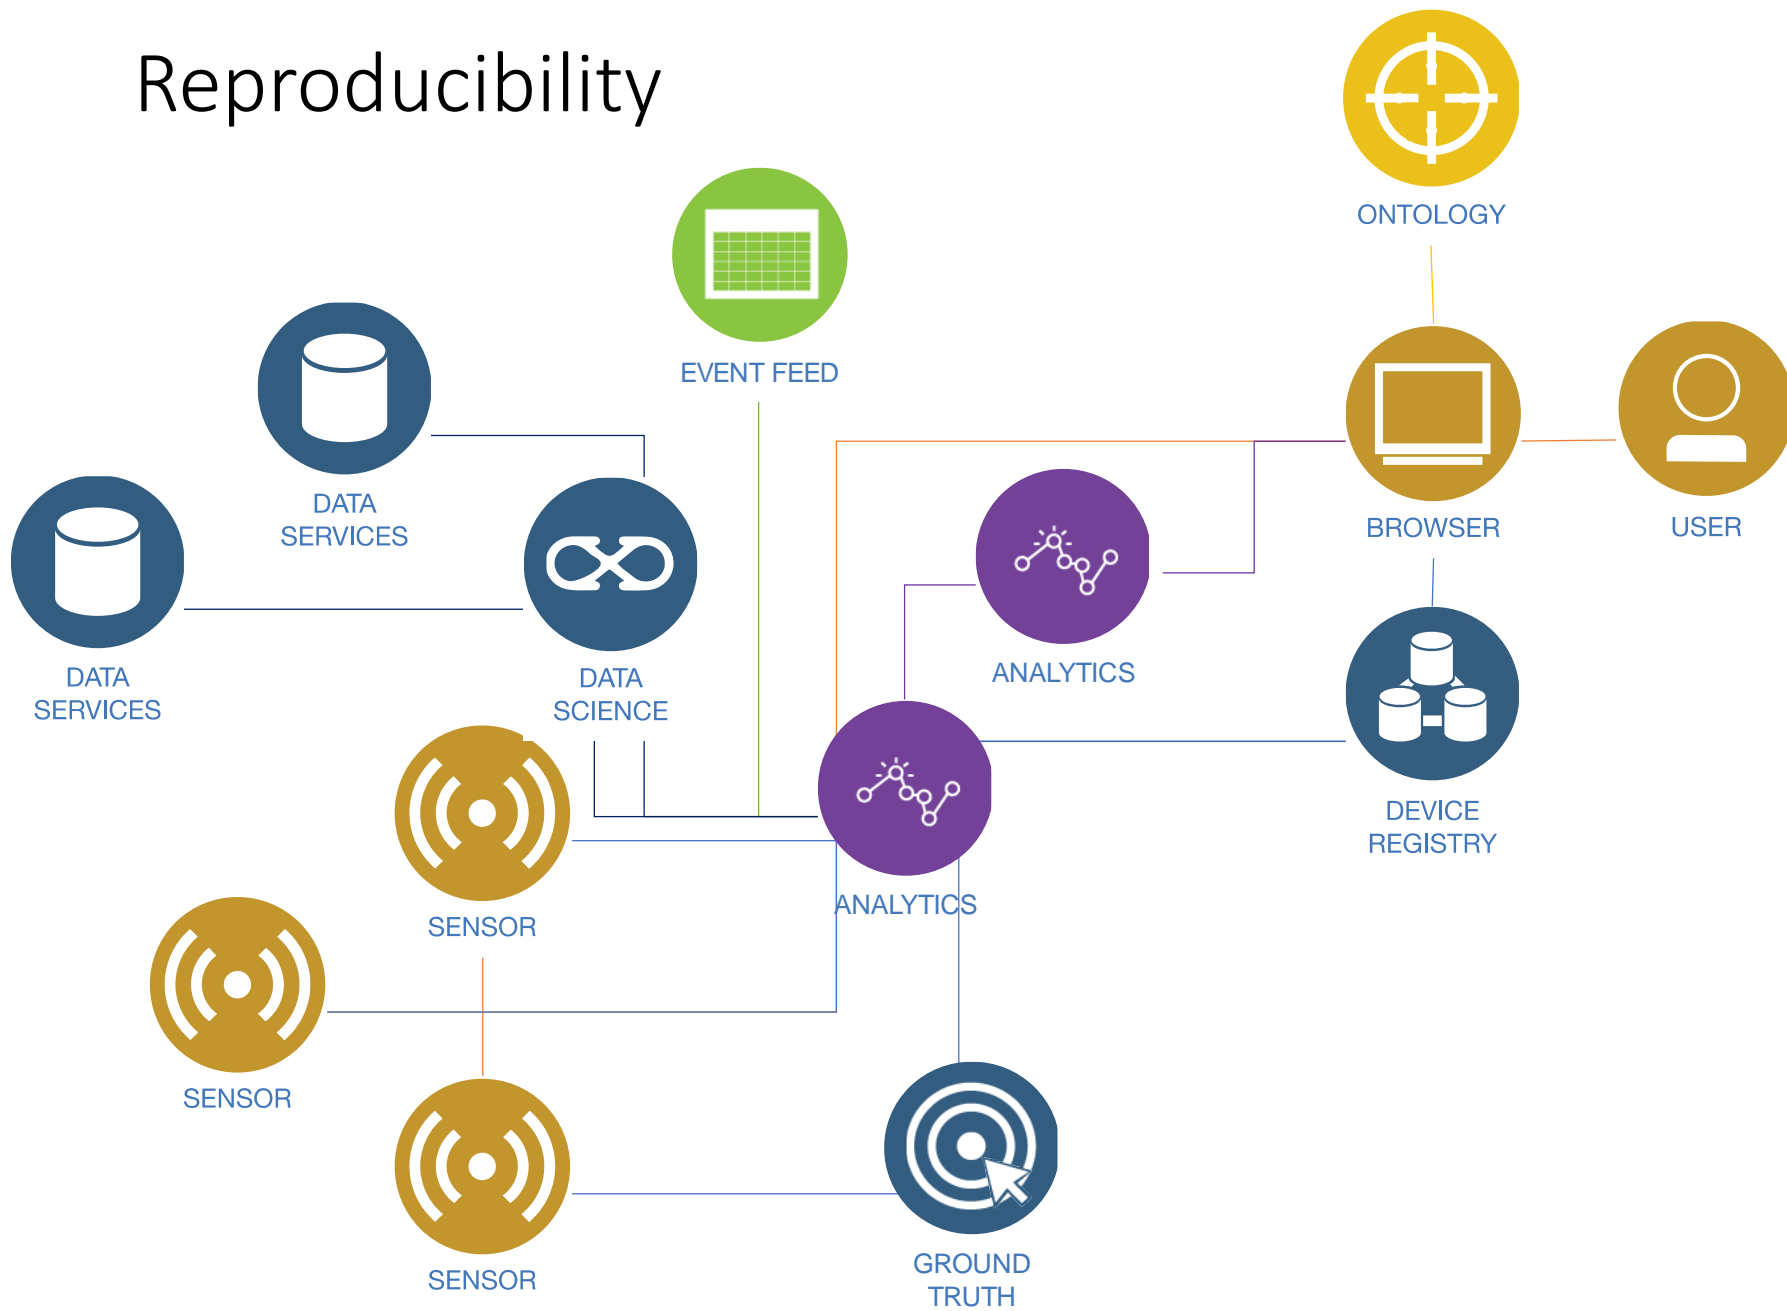 Reproducibility
ONTOLOGY
EVENT FEED
DATA
SERVICES
BROWSER
USER
DATA
SERVICES
DATA
SCIENCE
ANALYTICS
DEVICE
REGISTRY
ANALYTICS
SENSOR
SENSOR
GROUND
TRUTH
SENSOR